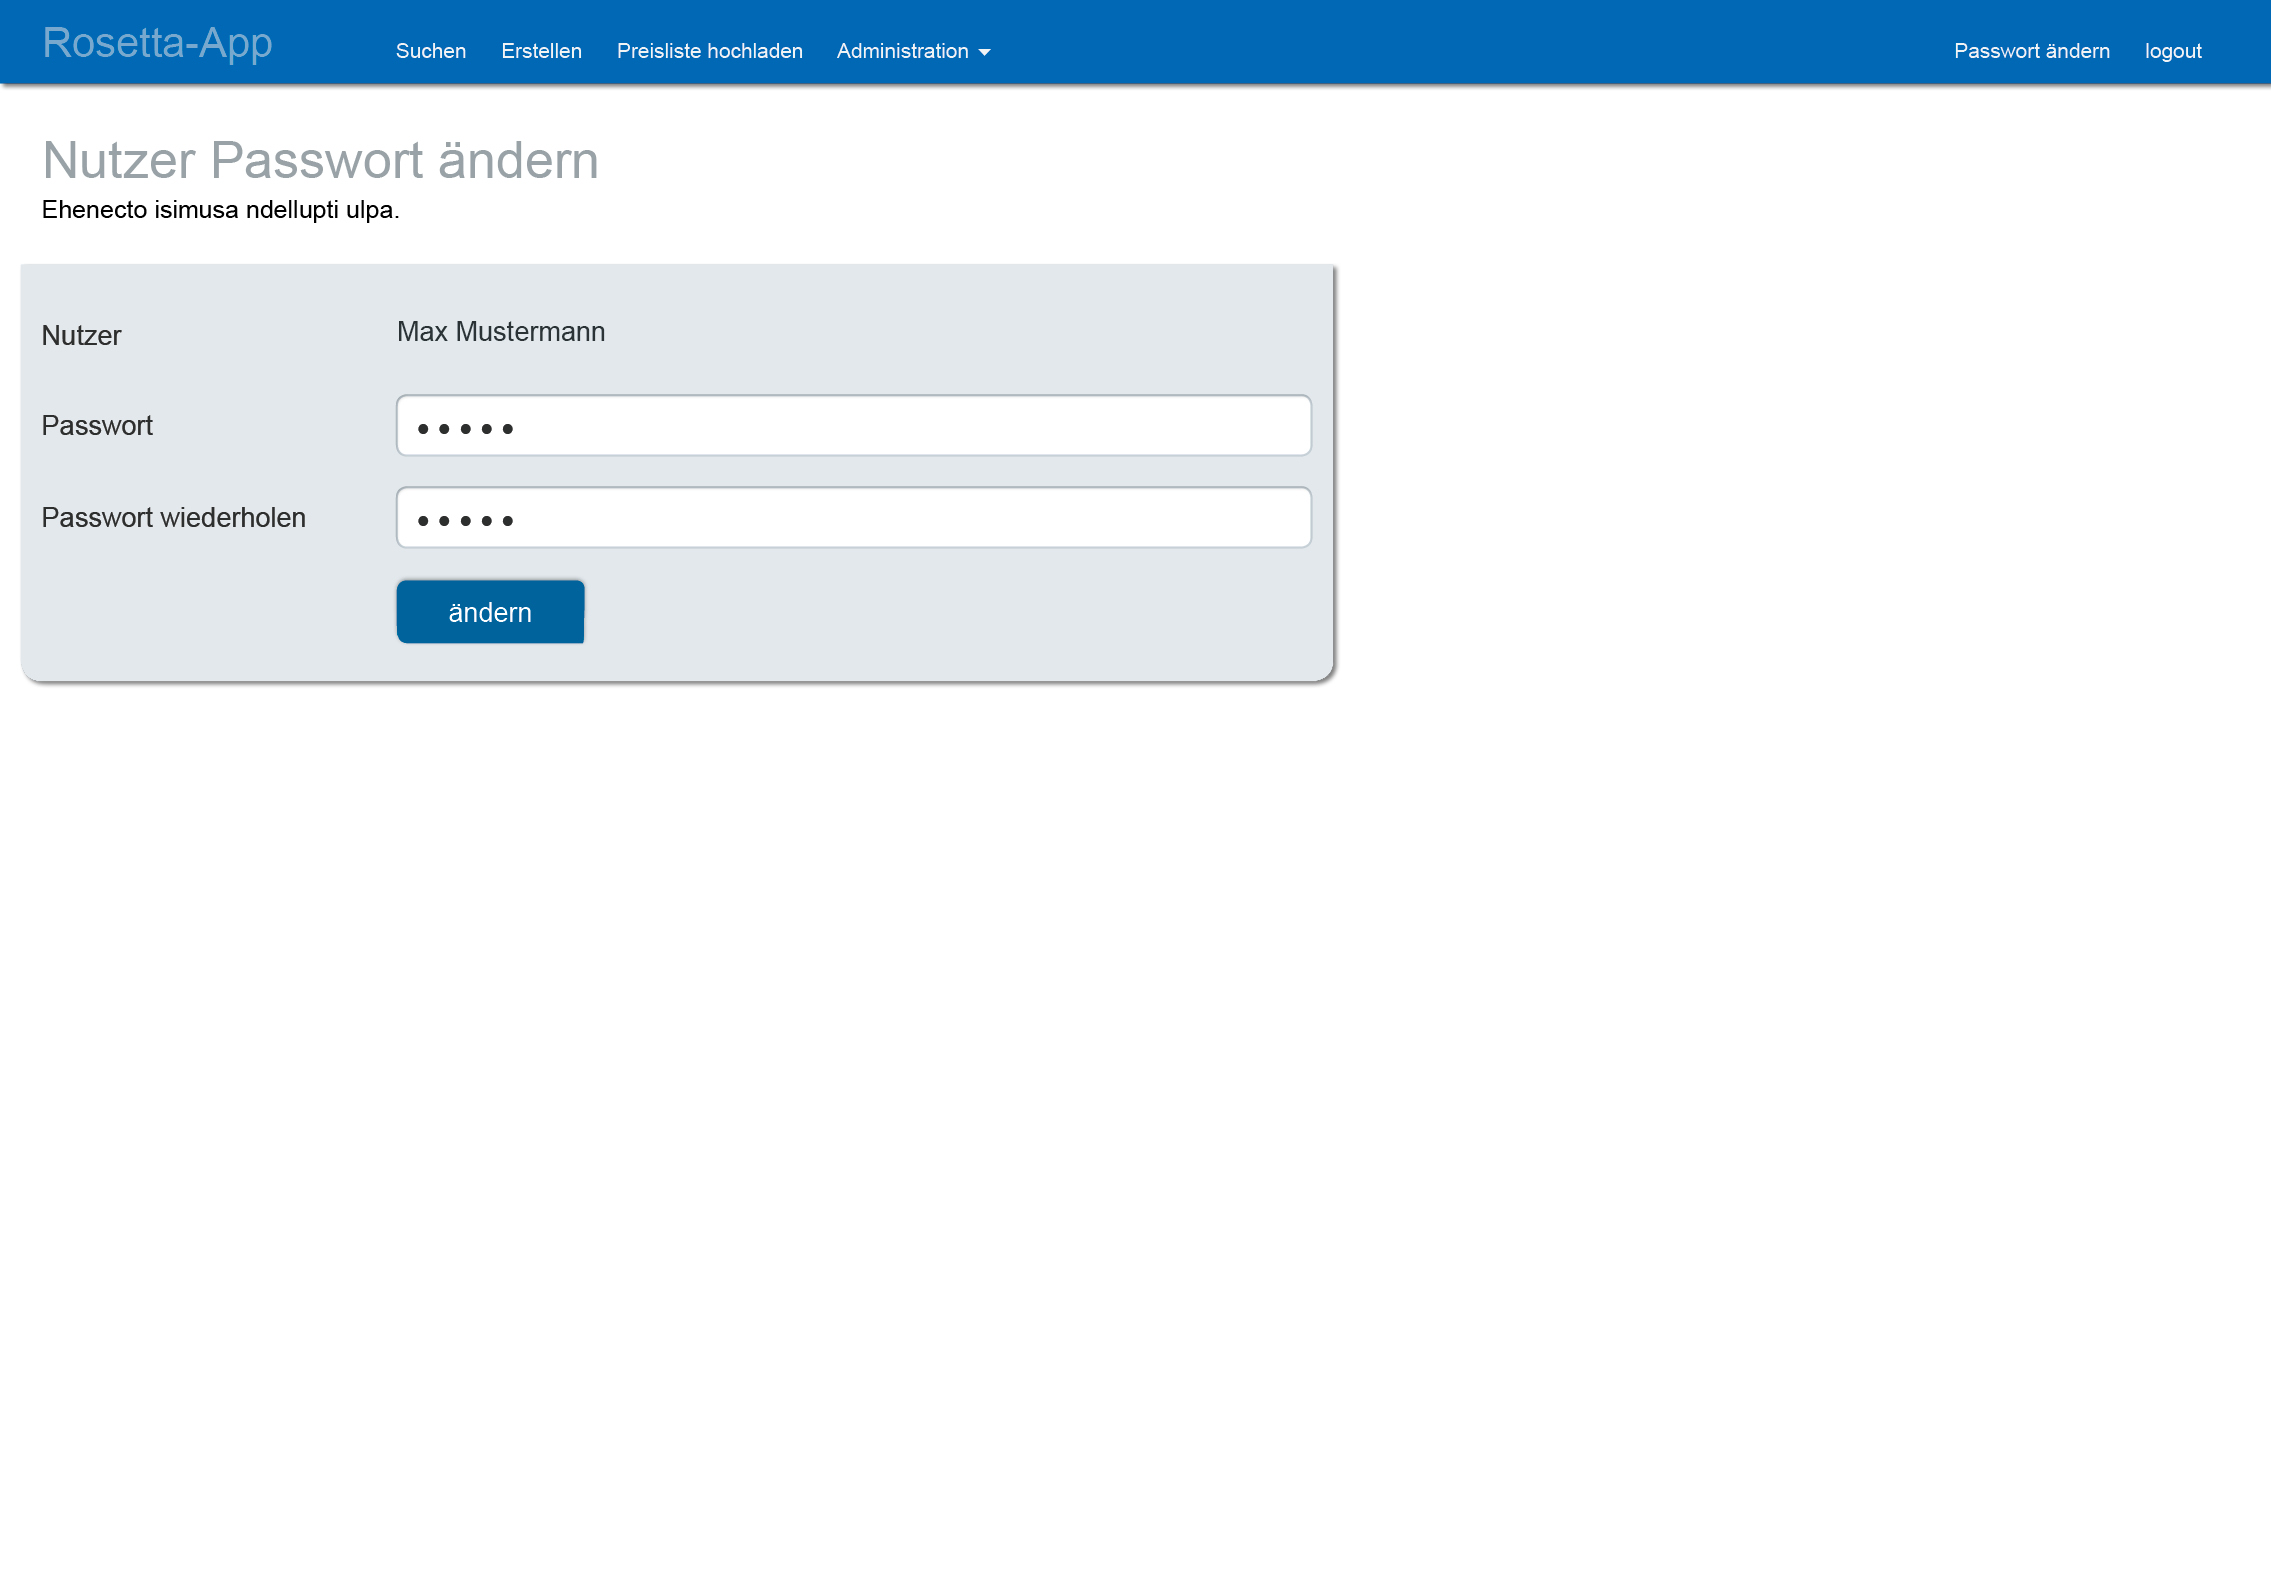 Rosetta-App Suchen Erstellen Preisliste hochladen Administration Passwort ändern logout
Nutzer Passwort ändern
Ehenecto isimusa ndellupti ulpa.
Nutzer Max Mustermann
Passwort •••••
Passwort wiederholen •••••
ändern